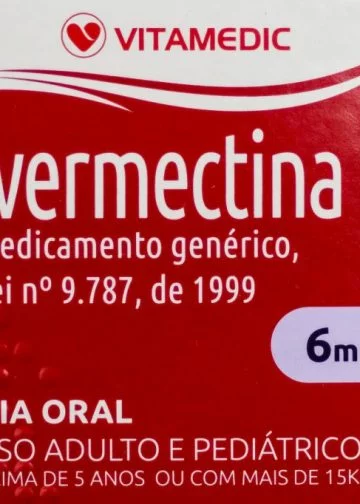 VITAMEDIC
vermectina
edicamento genérico,
ei nº 9.787, de 1999
6m
IA ORAL
SO ADULTO E PEDIÁTRICO
CIMA DE 5 ANOS OU COM MAIS DE 15K